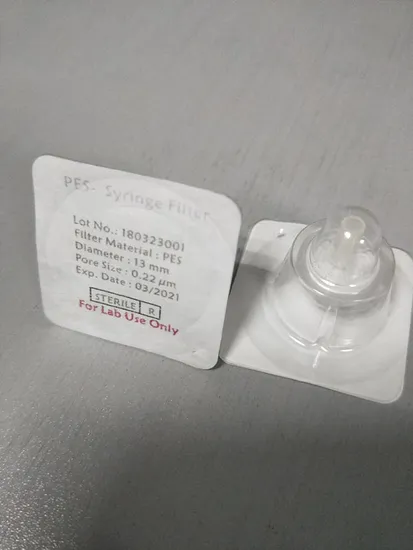 PES- Syringe Filter
Lot No.: 180323001
Filter Material : PES
Diameter : 13 mm
Pore Size : 0.22 μm
Exp. Date : 03/2021
STERILE R
For Lab Use Only